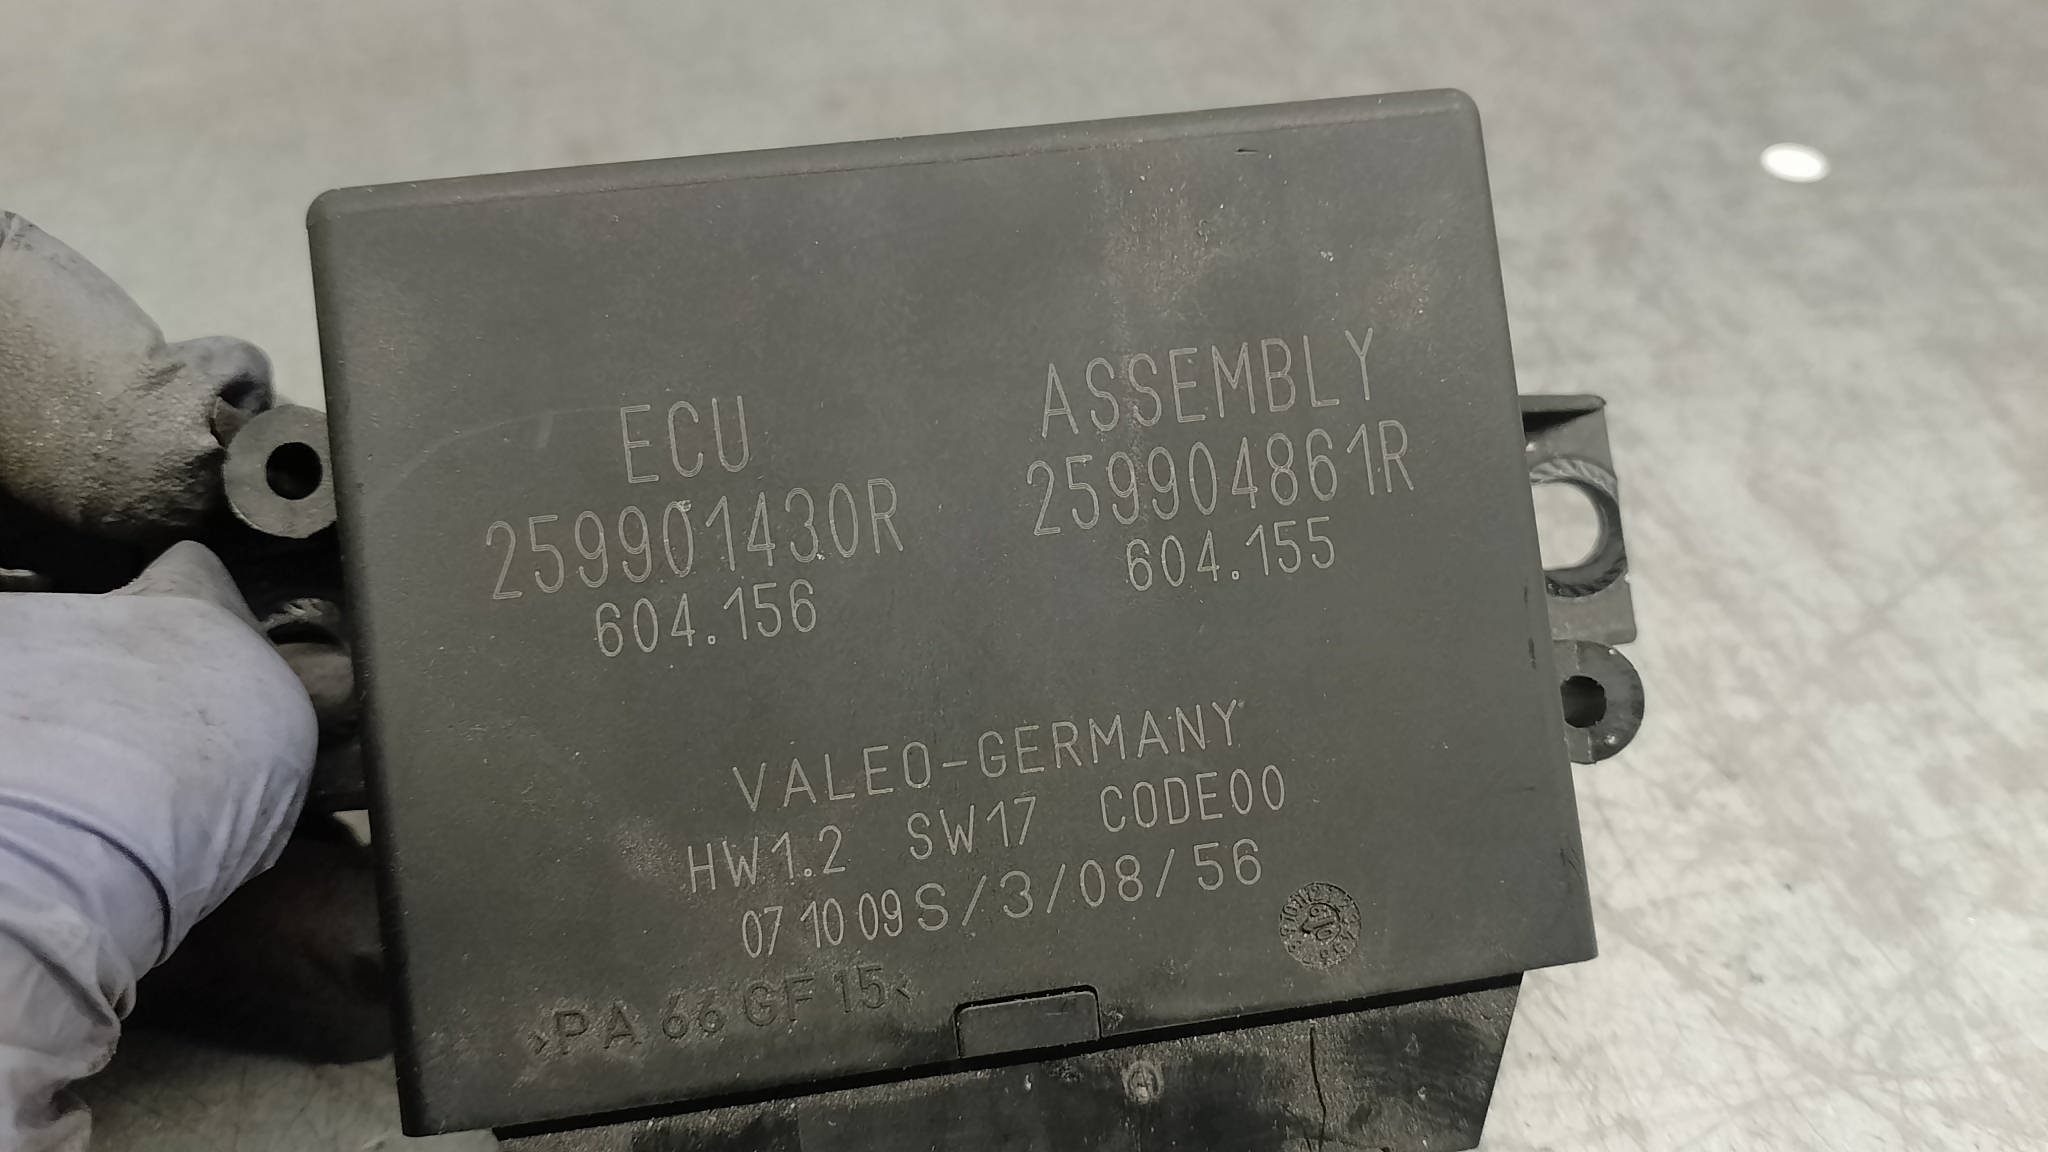 ECU
259901430R
604.156
ASSEMBLY
259904861R
604.155
VALEO-GERMANY
HW1.2 SW17 CODE00
07 10 09 S/3/08/56
>PA 66 GF 15<